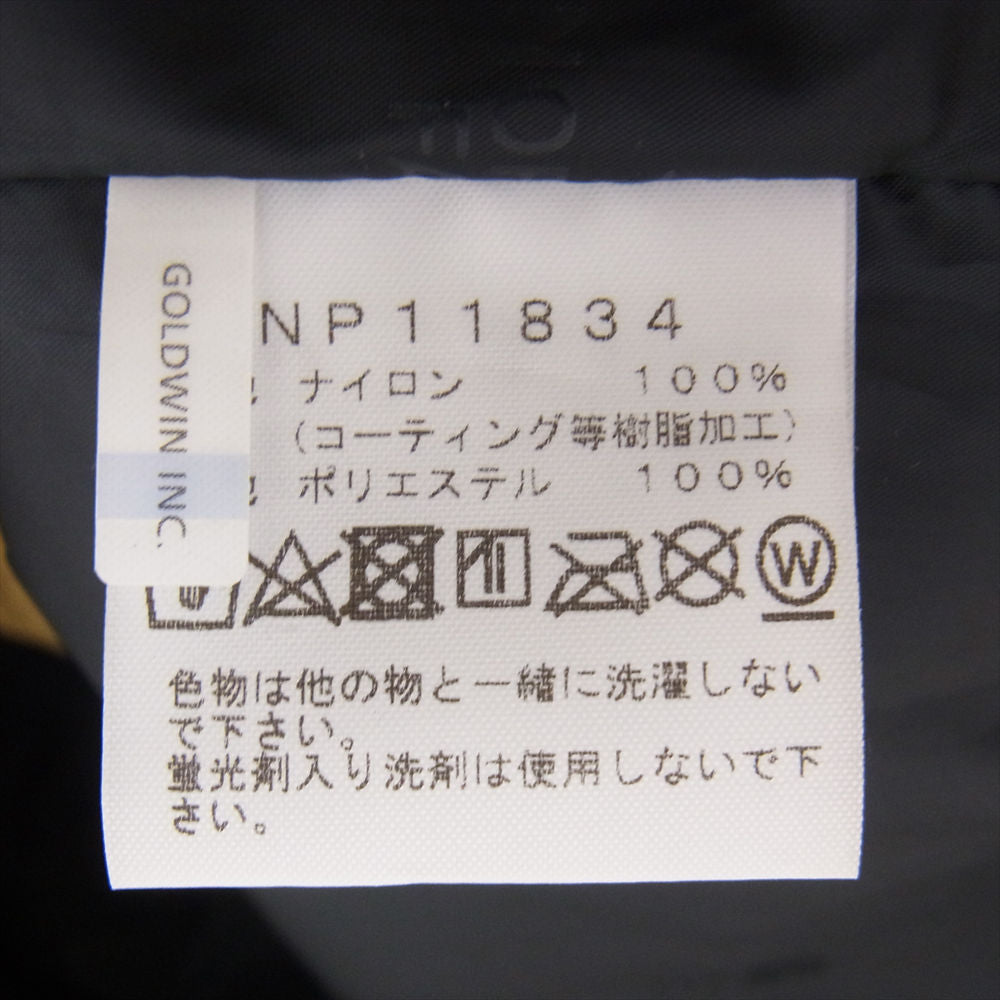 GOLDWIN INC.
NP11834
ナイロン 100%
(コーティング等樹脂加工)
ポリエステル 100%
W
色物は他の物と一緒に洗濯しない
で下さい。
蛍光剤入り洗剤は使用しないで下
さい。